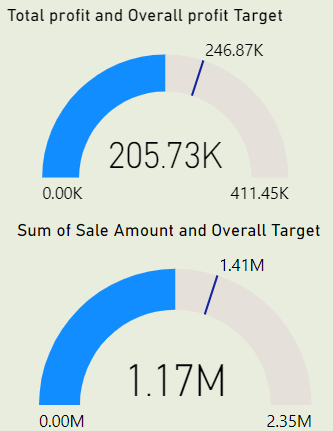 Total profit and Overall profit Target
246.87K
205.73K
0.00K
411.45K
Sum of Sale Amount and Overall Target
1.41M
1.17M
0.00M
2.35M